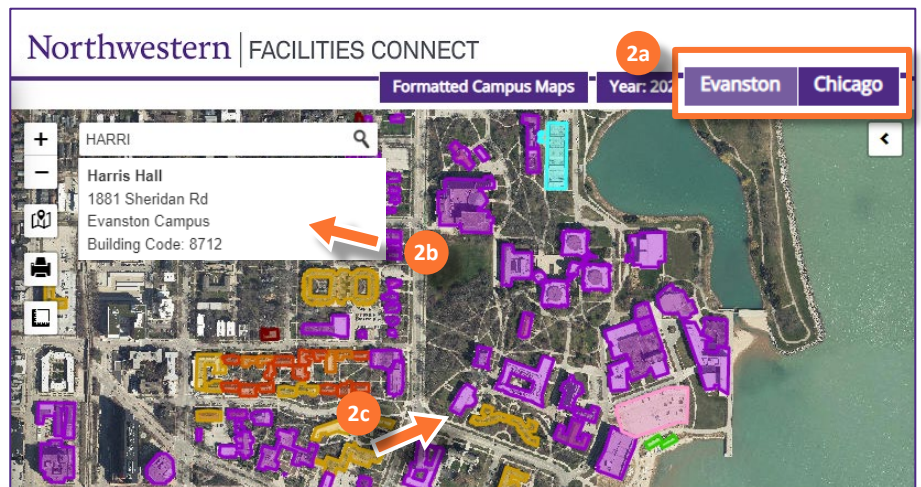 Northwestern | FACILITIES CONNECT
2a
Formatted Campus Maps Year: 202 Evanston Chicago
+
HARRI
−
Harris Hall
1881 Sheridan Rd
Evanston Campus
Building Code: 8712
2b
2c